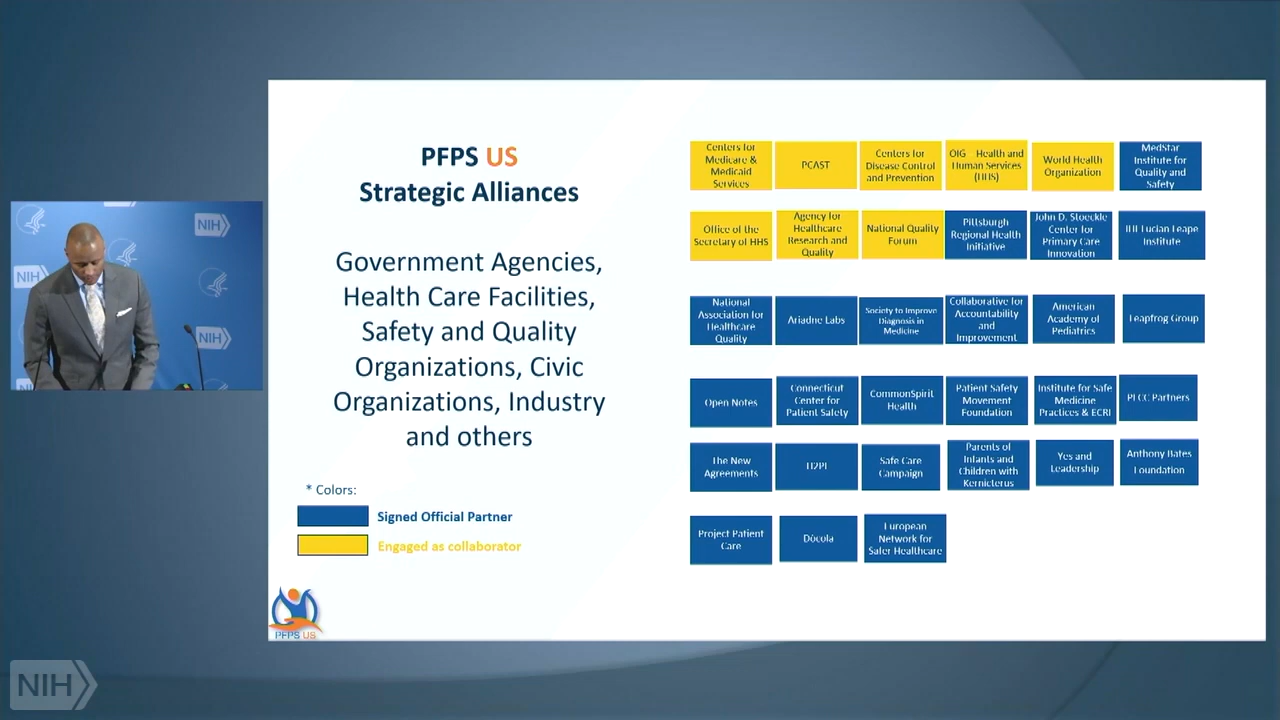 PFPS US
Strategic Alliances
Government Agencies,
Health Care Facilities,
Safety and Quality
Organizations, Civic
Organizations, Industry
and others
* Colors:
Signed Official Partner
Engaged as collaborator
PFPS US
Centers for
Medicare &
Medicaid
Services
PCAST
Centers for
Disease Control
and Prevention
OIG Health and
Human Services
(HHS)
World Health
Organization
MedStar
Institute for
Quality and
Safety
Office of the
Secretary of HHS
Agency for
Healthcare
Research and
Quality
National Quality
Forum
Pittsburgh
Regional Health
Initiative
John D. Stoeckle
Center for
Primary Care
Innovation
IHI Lucian Leape
Institute
National
Association for
Healthcare
Quality
Ariadne Labs
Society to Improve
Diagnosis in
Medicine
Collaborative for
Accountability
and
Improvement
American
Academy of
Pediatrics
Leapfrog Group
Open Notes
Connecticut
Center for
Patient Safety
CommonSpirit
Health
Patient Safety
Movement
Foundation
Institute for Safe
Medicine
Practices & ECRI
Partners
The New
Agreements
H2PI
Safe Care
Campaign
Parents of
Infants and
Children with
Kernicterus
Yes and
Leadership
Anthony Bates
Foundation
Project Patient
Care
Dòcola
European
Network for
Safer Healthcare
NIH
NIH
NIH
NIH